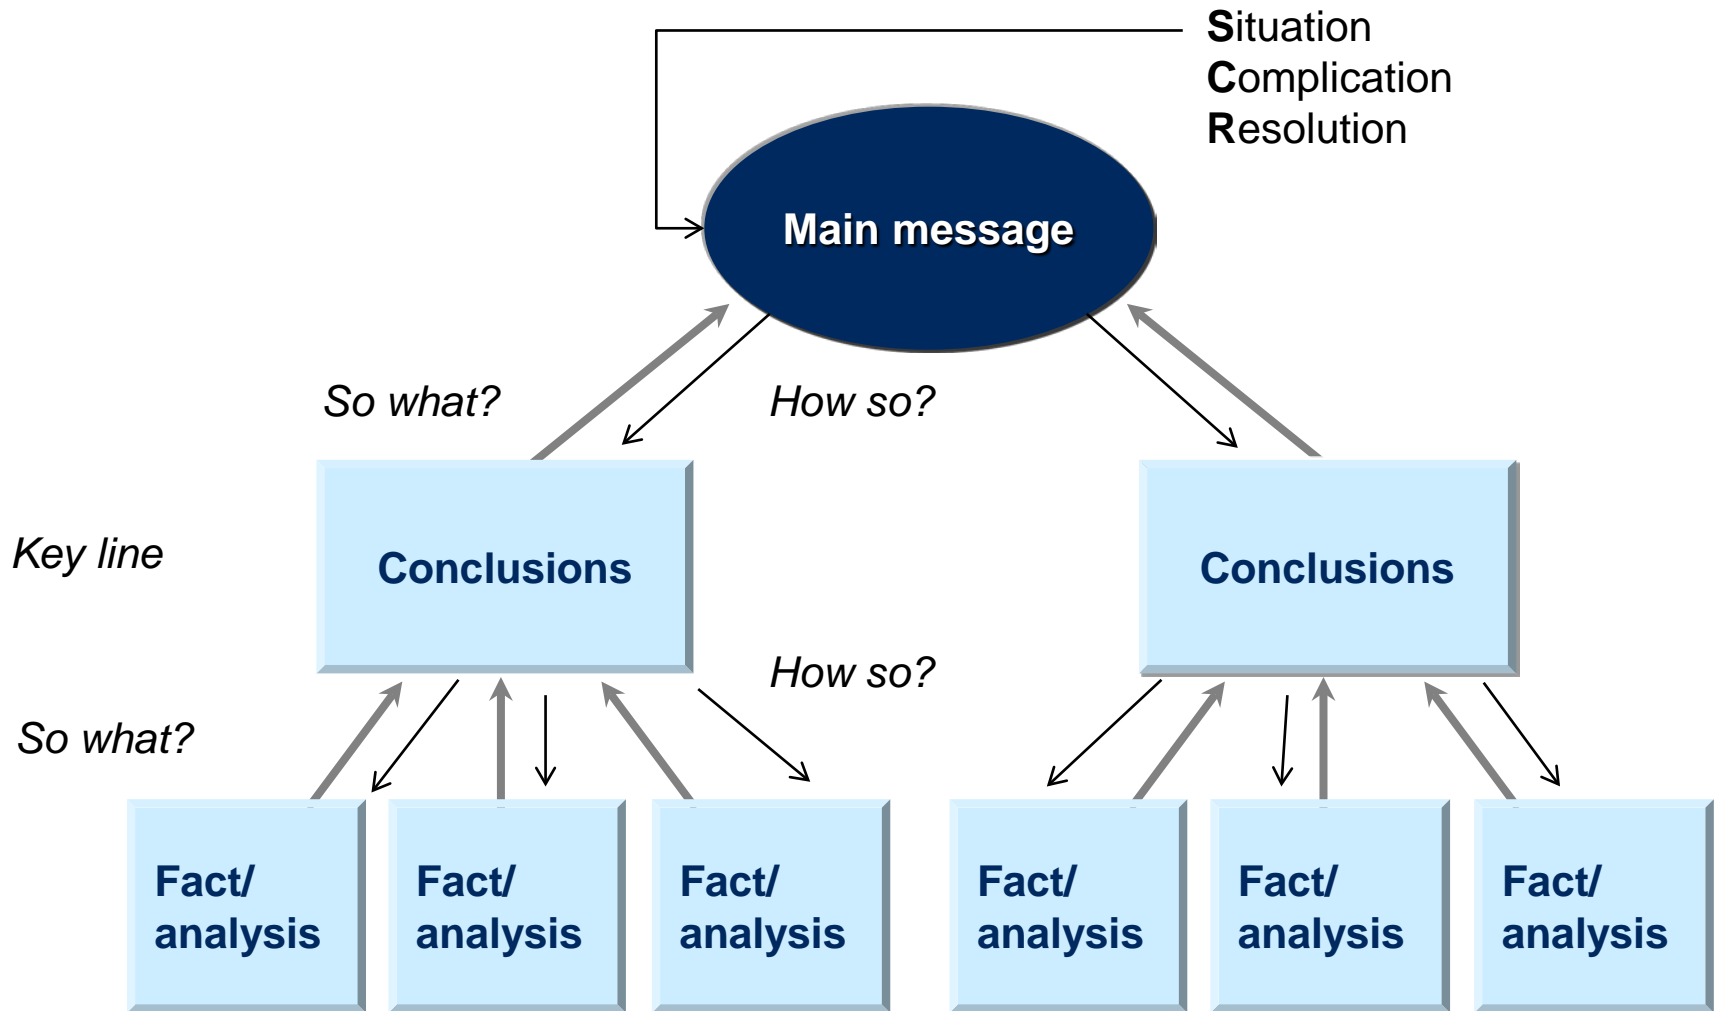 Situation
Complication
Resolution
Main message
So what?
How so?
Key line
Conclusions
Conclusions
How so?
So what?
Fact/
analysis
Fact/
analysis
Fact/
analysis
Fact/
analysis
Fact/
analysis
Fact/
analysis